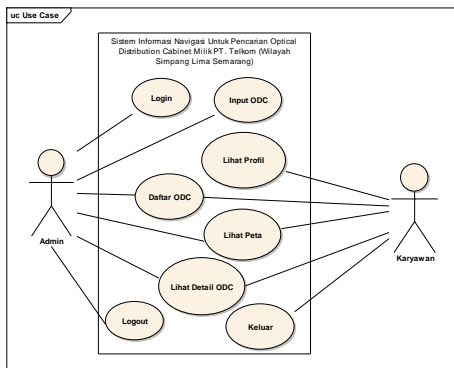 uc Use Case
Sistem Informasi Navigasi Untuk Pencarian Optical
Distribution Cabinet Milik PT. Telkom (Wilayah
Simpang Lima Semarang)
Login
Input ODC
Lihat Profil
Daftar ODC
Admin
Lihat Peta
Karyawan
Lihat Detail ODC
Logout
Keluar